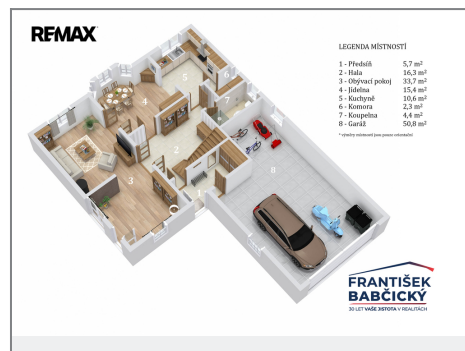 RE/MAX
LEGENDA MÍSTNOSTÍ
1 - Předsíň 5,7 m²
2 - Hala 16,3 m²
3 - Obývací pokoj 33,7 m²
4 - Jídelna 15,4 m²
5 - Kuchyně 10,6 m²
6 - Komora 2,3 m²
7 - Koupelna 4,4 m²
8 - Garáž 50,8 m²
* výměry místností jsou pouze orientační
5
6
4
7
2
8
3
1
FRANTIŠEK
BABČICKÝ
30 LET VAŠE JISTOTA V REALITÁCH